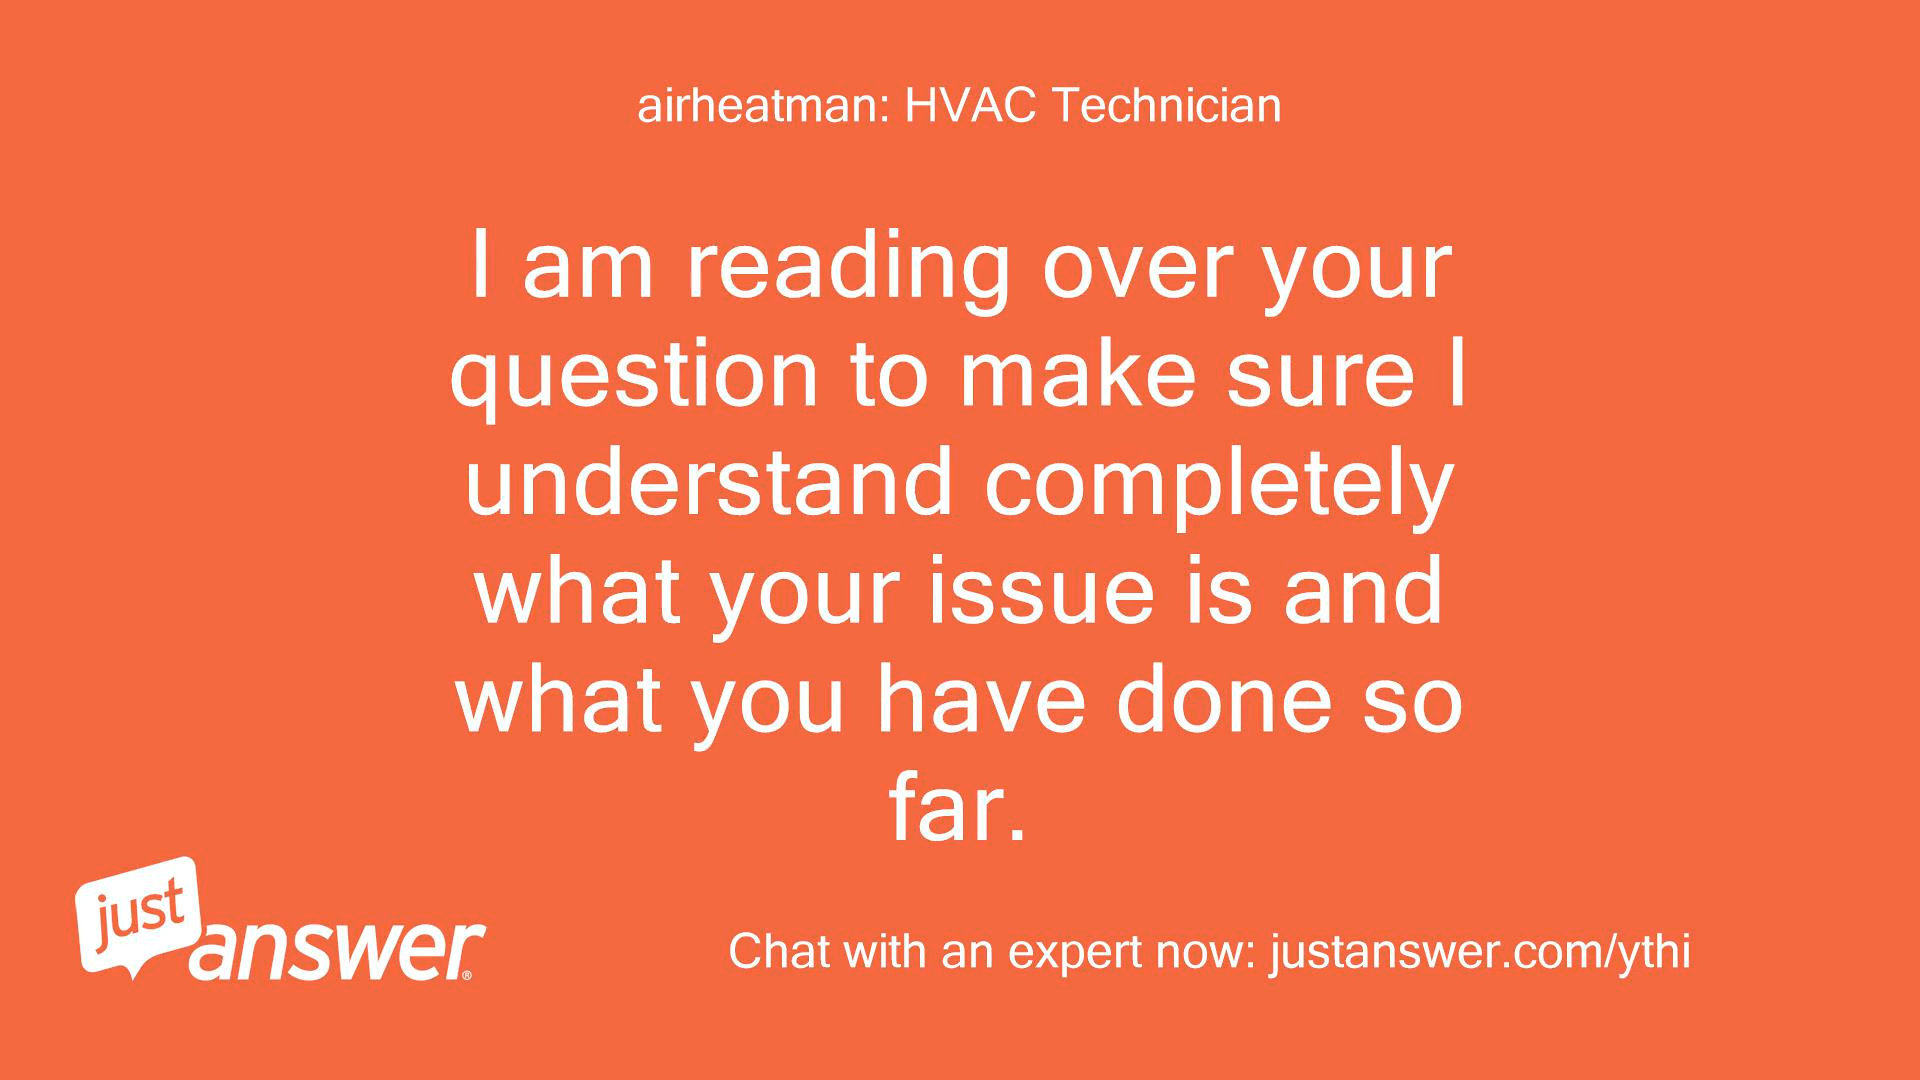 airheatman: HVAC Technician
I am reading over your
question to make sure I
understand completely
what your issue is and
what you have done so
far.
just
answer®
Chat with an expert now: justanswer.com/ythi